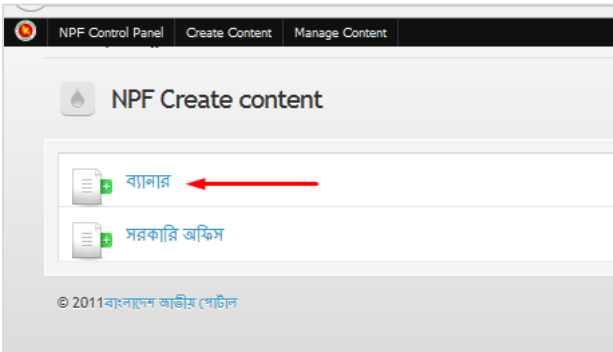 NPF Control Panel Create Content Manage Content
NPF Create content
ব্যানার
সরকারি অফিস
© 2011বাংলাদেশ জাতীয় পোর্টাল